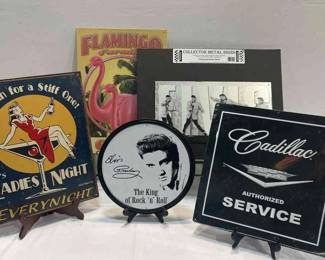 FLAMINGO
COLLECTOR METAL SIGNS
n for a Stiff One!
'S
ADIES NIGHT
EVERYNIGHT
Elvis
Presley
The King
of Rock 'n' Roll!
Cadillac
AUTHORIZED
SERVICE